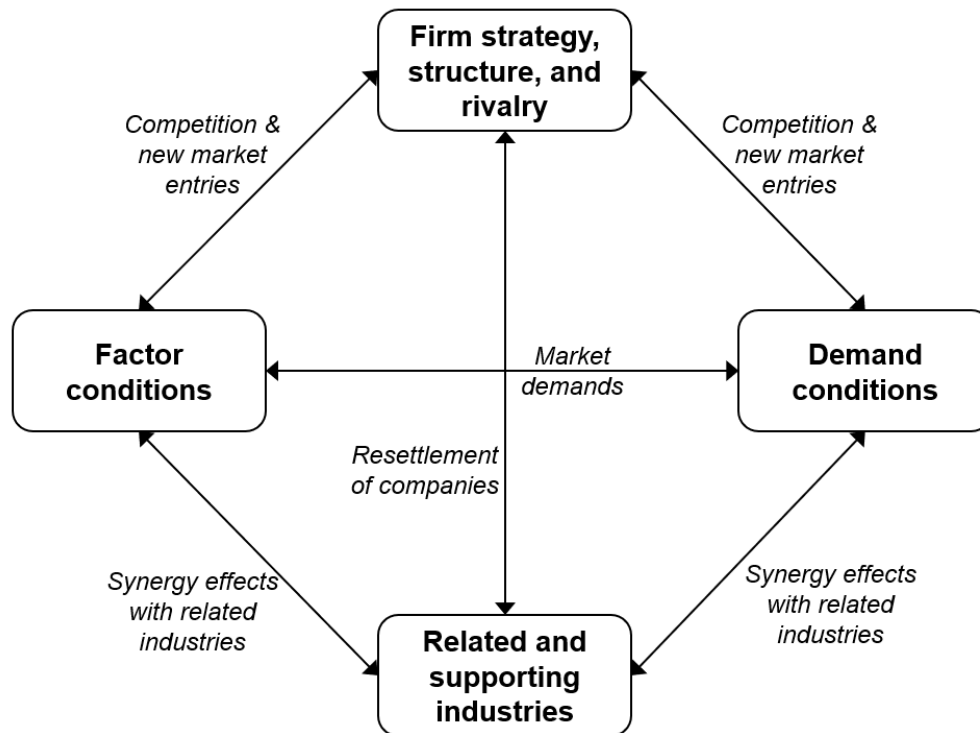 Firm strategy,
structure, and
rivalry
Competition &
new market
entries
Competition &
new market
entries
Factor
conditions
Market
demands
Demand
conditions
Resettlement
of companies
Synergy effects
with related
industries
Synergy effects
with related
industries
Related and
supporting
industries